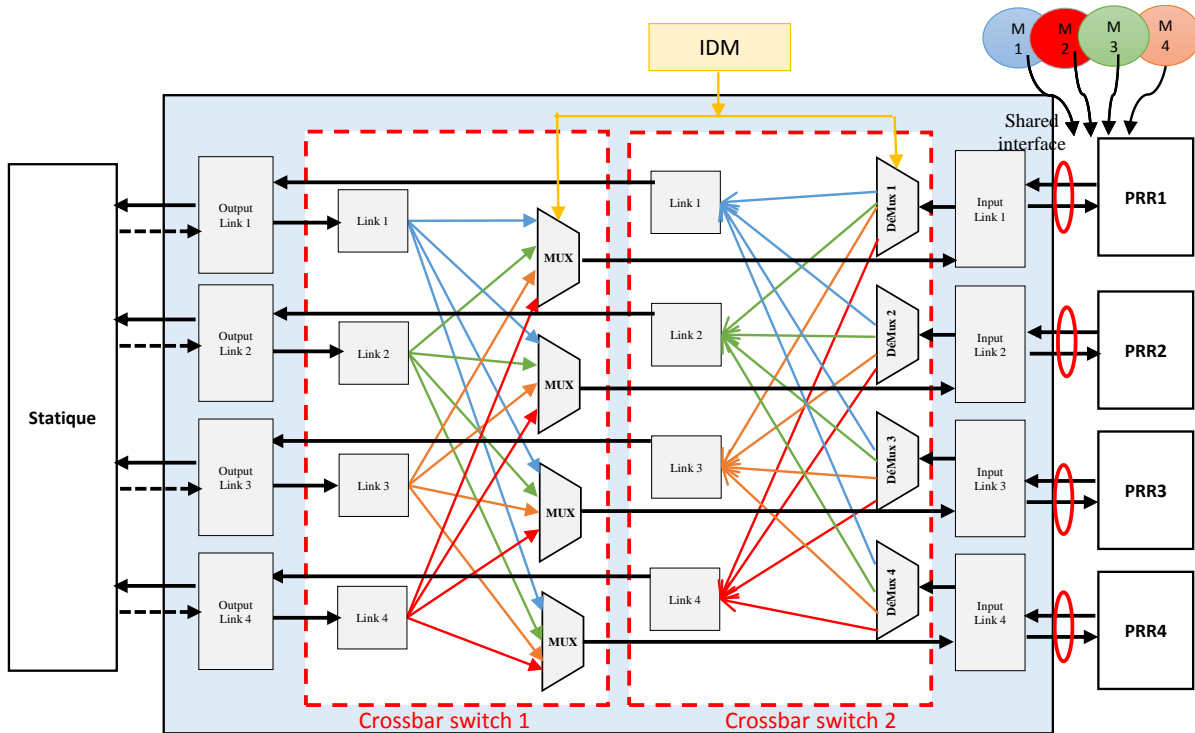 IDM
M
1
M
2
M
3
M
4
Shared
interface
Statique
Output
Link 1
Link 1
MUX
Link 1
DéMux 1
Input
Link 1
PRR1
Output
Link 2
Link 2
MUX
Link 2
DéMux 2
Input
Link 2
PRR2
Output
Link 3
Link 3
MUX
Link 3
DéMux 3
Input
Link 3
PRR3
Output
Link 4
Link 4
MUX
Link 4
DéMux 4
Input
Link 4
PRR4
Crossbar switch 1
Crossbar switch 2